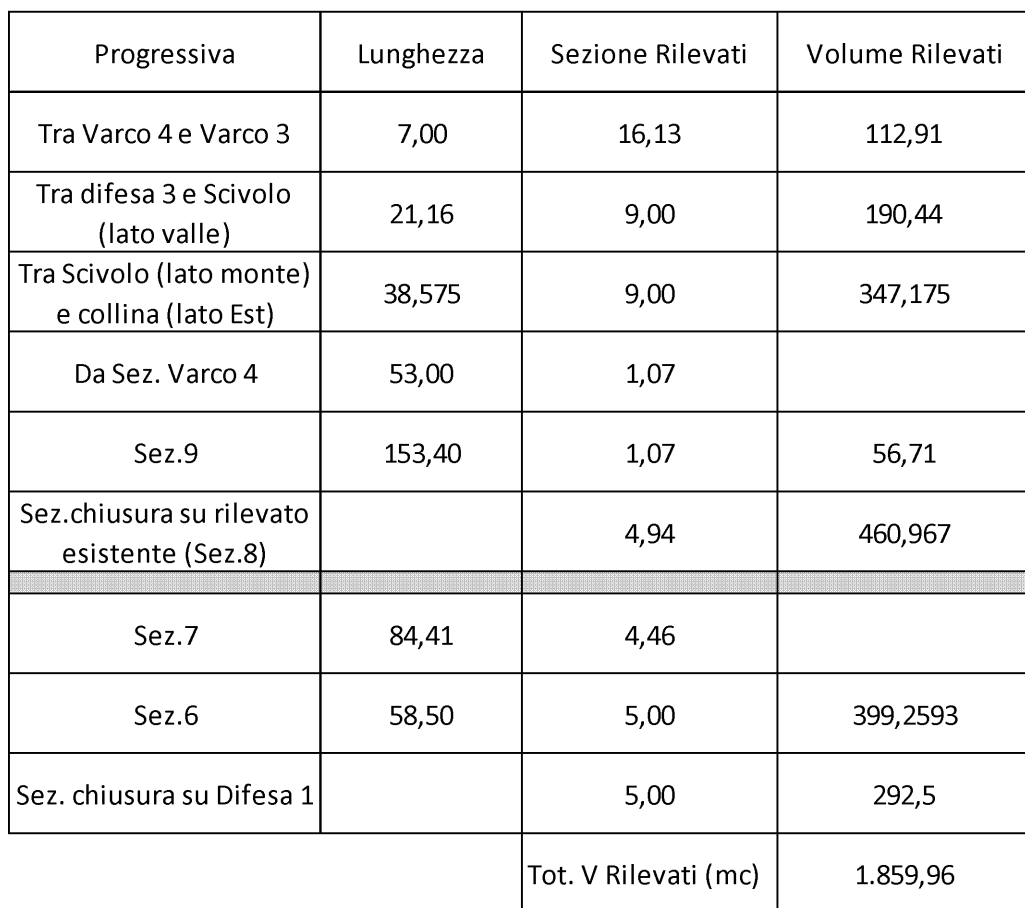 Progressiva Lunghezza Sezione Rilevati Volume Rilevati
Tra Varco 4 e Varco 3 7,00 16,13 112,91
Tra difesa 3 e Scivolo
(lato valle) 21,16 9,00 190,44
Tra Scivolo (lato monte)
e collina (lato Est) 38,575 9,00 347,175
Da Sez. Varco 4 53,00 1,07
Sez.9 153,40 1,07 56,71
Sez.chiusura su rilevato
esistente (Sez.8) 4,94 460,967
Sez.7 84,41 4,46
Sez.6 58,50 5,00 399,2593
Sez. chiusura su Difesa 1 5,00 292,5
Tot. V Rilevati (mc) 1.859,96